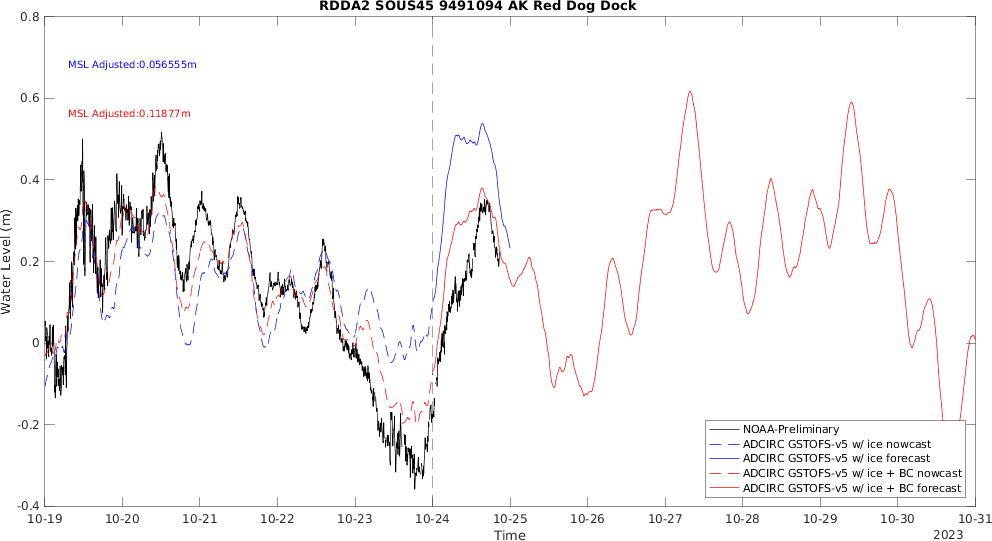 RDDA2 SOUS45 9491094 AK Red Dog Dock
MSL Adjusted:0.056555m
MSL Adjusted:0.11877m
Water Level (m)
0.8
0.6
0.4
0.2
0
-0.2
-0.4
NOAA-Preliminary
ADCIRC GSTOFS-v5 w/ ice nowcast
ADCIRC GSTOFS-v5 w/ ice forecast
ADCIRC GSTOFS-v5 w/ ice + BC nowcast
ADCIRC GSTOFS-v5 w/ ice + BC forecast
10-19 10-20 10-21 10-22 10-23 10-24 10-25 10-26 10-27 10-28 10-29 10-30 10-31
Time
2023